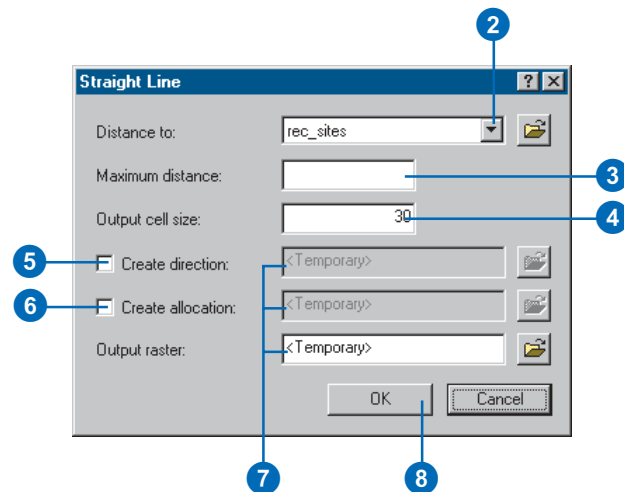 2
Straight Line
Distance to: rec_sites
Maximum distance: 3
Output cell size: 30 4
5 Create direction: <Temporary>
6 Create allocation: <Temporary>
Output raster: <Temporary>
OK Cancel
7 8